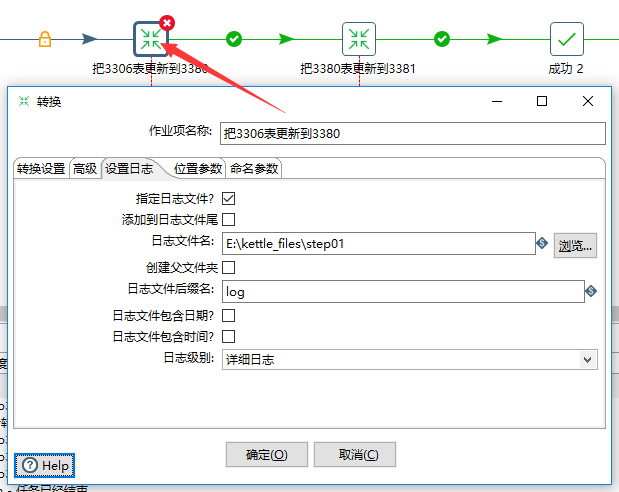 把3306表更新到3380
把3380表更新到3381
成功 2
转换
作业项名称:
把3306表更新到3380
转换设置 高级 设置日志 位置参数 命名参数
指定日志文件?
添加到日志文件尾
日志文件名: E:\kettle_files\step01 浏览...
创建父文件夹
日志文件后缀名: log
日志文件包含日期?
日志文件包含时间?
日志级别: 详细日志
Help
确定(O) 取消(C)
任务已经结束